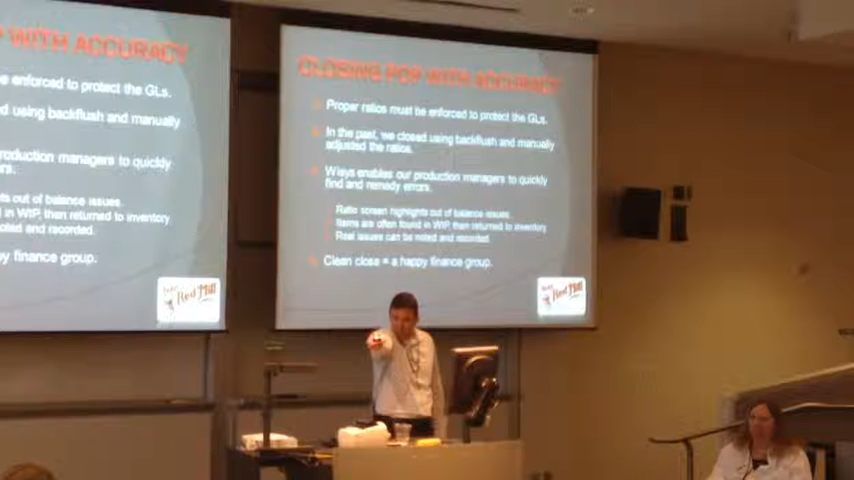 P WITH ACCURACY
e enforced to protect the GLs.
d using backflush and manually
roduction managers to quickly
rs.
ts out of balance issues.
in WIP, then returned to inventory
oted and recorded.
y finance group.
Red Mill
CLOSING POP WITH ACCURACY
Proper ratios must be enforced to protect the GLs.
In the past, we closed using backflush and manually
adjusted the ratios.
Wisys enables our production managers to quickly
find and remedy errors.
Ratio screen highlights out of balance issues.
Items are often found in WIP, then returned to inventory
Real issues can be noted and recorded.
Clean close = a happy finance group.
Red Mill